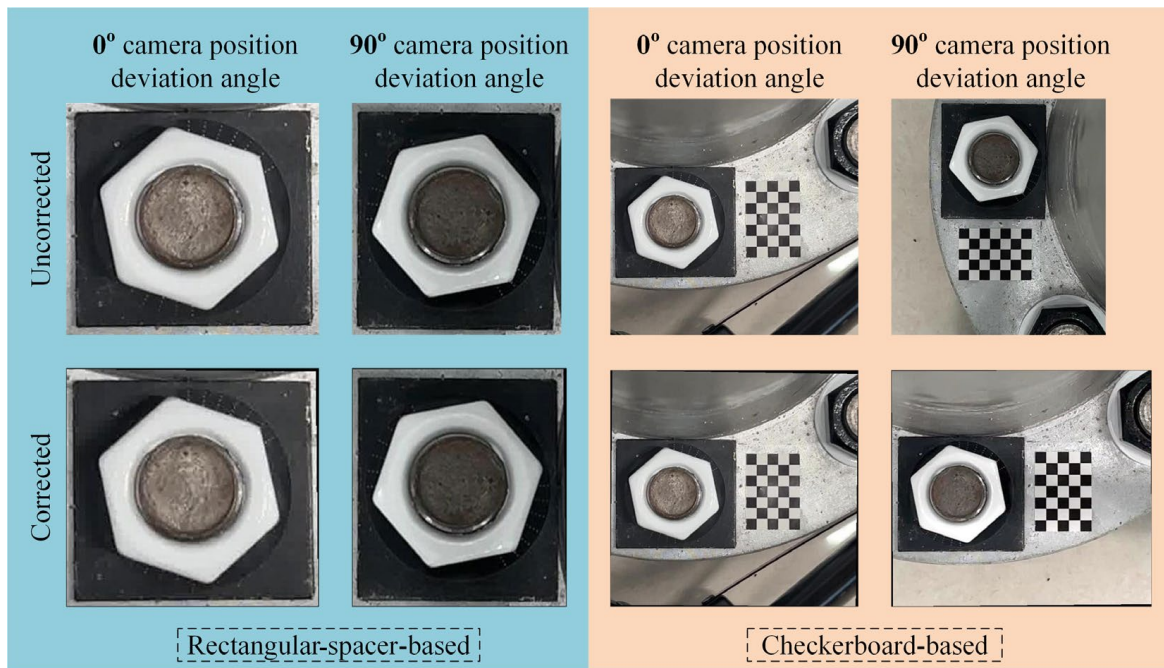 0° camera position
deviation angle
90° camera position
deviation angle
0° camera position
deviation angle
90° camera position
deviation angle
Uncorrected
Corrected
Rectangular-spacer-based
Checkerboard-based